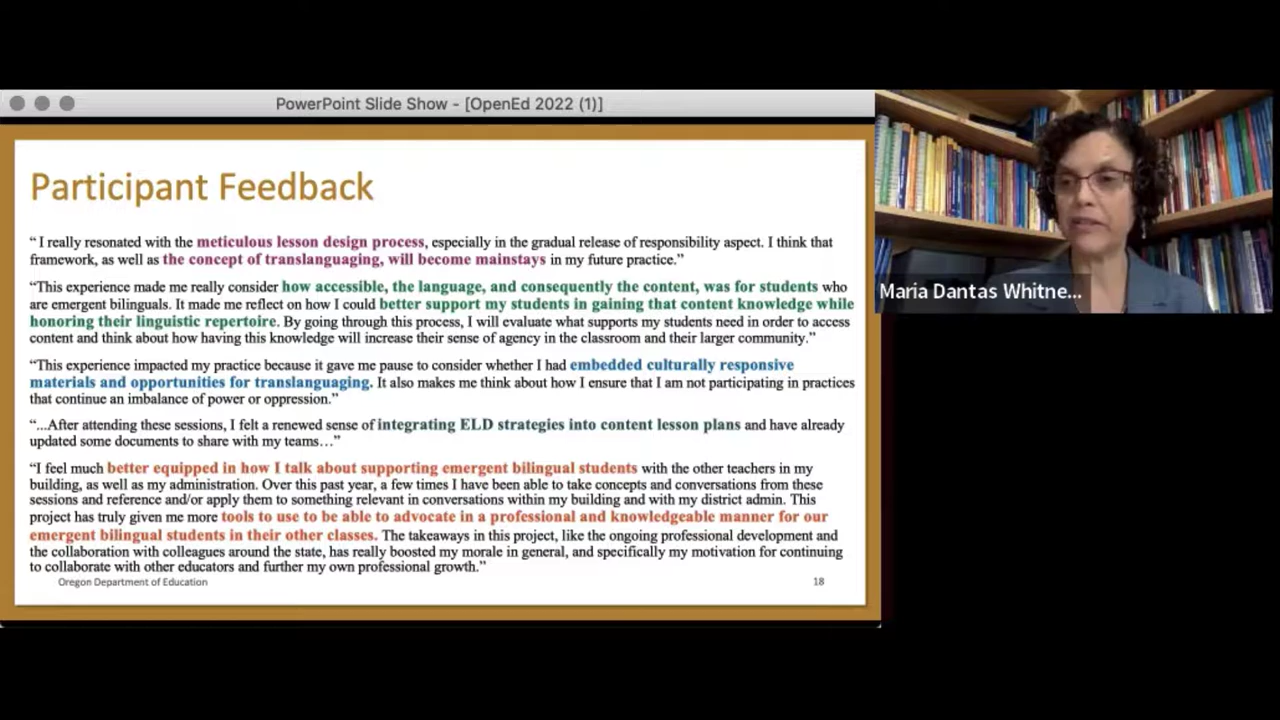 PowerPoint Slide Show - [OpenEd 2022 (1)]
Participant Feedback
“ I really resonated with the meticulous lesson design process, especially in the gradual release of responsibility aspect. I think that
framework, as well as the concept of translanguaging, will become mainstays in my future practice.”
“This experience made me really consider how accessible, the language, and consequently the content, was for students who
are emergent bilinguals. It made me reflect on how I could better support my students in gaining that content knowledge while
honoring their linguistic repertoire. By going through this process, I will evaluate what supports my students need in order to access
content and think about how having this knowledge will increase their sense of agency in the classroom and their larger community.”
“This experience impacted my practice because it gave me pause to consider whether I had embedded culturally responsive
materials and opportunities for translanguaging. It also makes me think about how I ensure that I am not participating in practices
that continue an imbalance of power or oppression.”
“...After attending these sessions, I felt a renewed sense of integrating ELD strategies into content lesson plans and have already
updated some documents to share with my teams…”
“I feel much better equipped in how I talk about supporting emergent bilingual students with the other teachers in my
building, as well as my administration. Over this past year, a few times I have been able to take concepts and conversations from these
sessions and reference and/or apply them to something relevant in conversations within my building and with my district admin. This
project has truly given me more tools to use to be able to advocate in a professional and knowledgeable manner for our
emergent bilingual students in their other classes. The takeaways in this project, like the ongoing professional development and
the collaboration with colleagues around the state, has really boosted my morale in general, and specifically my motivation for continuing
to collaborate with other educators and further my own professional growth.”
Oregon Department of Education
18
Maria Dantas Whitne...